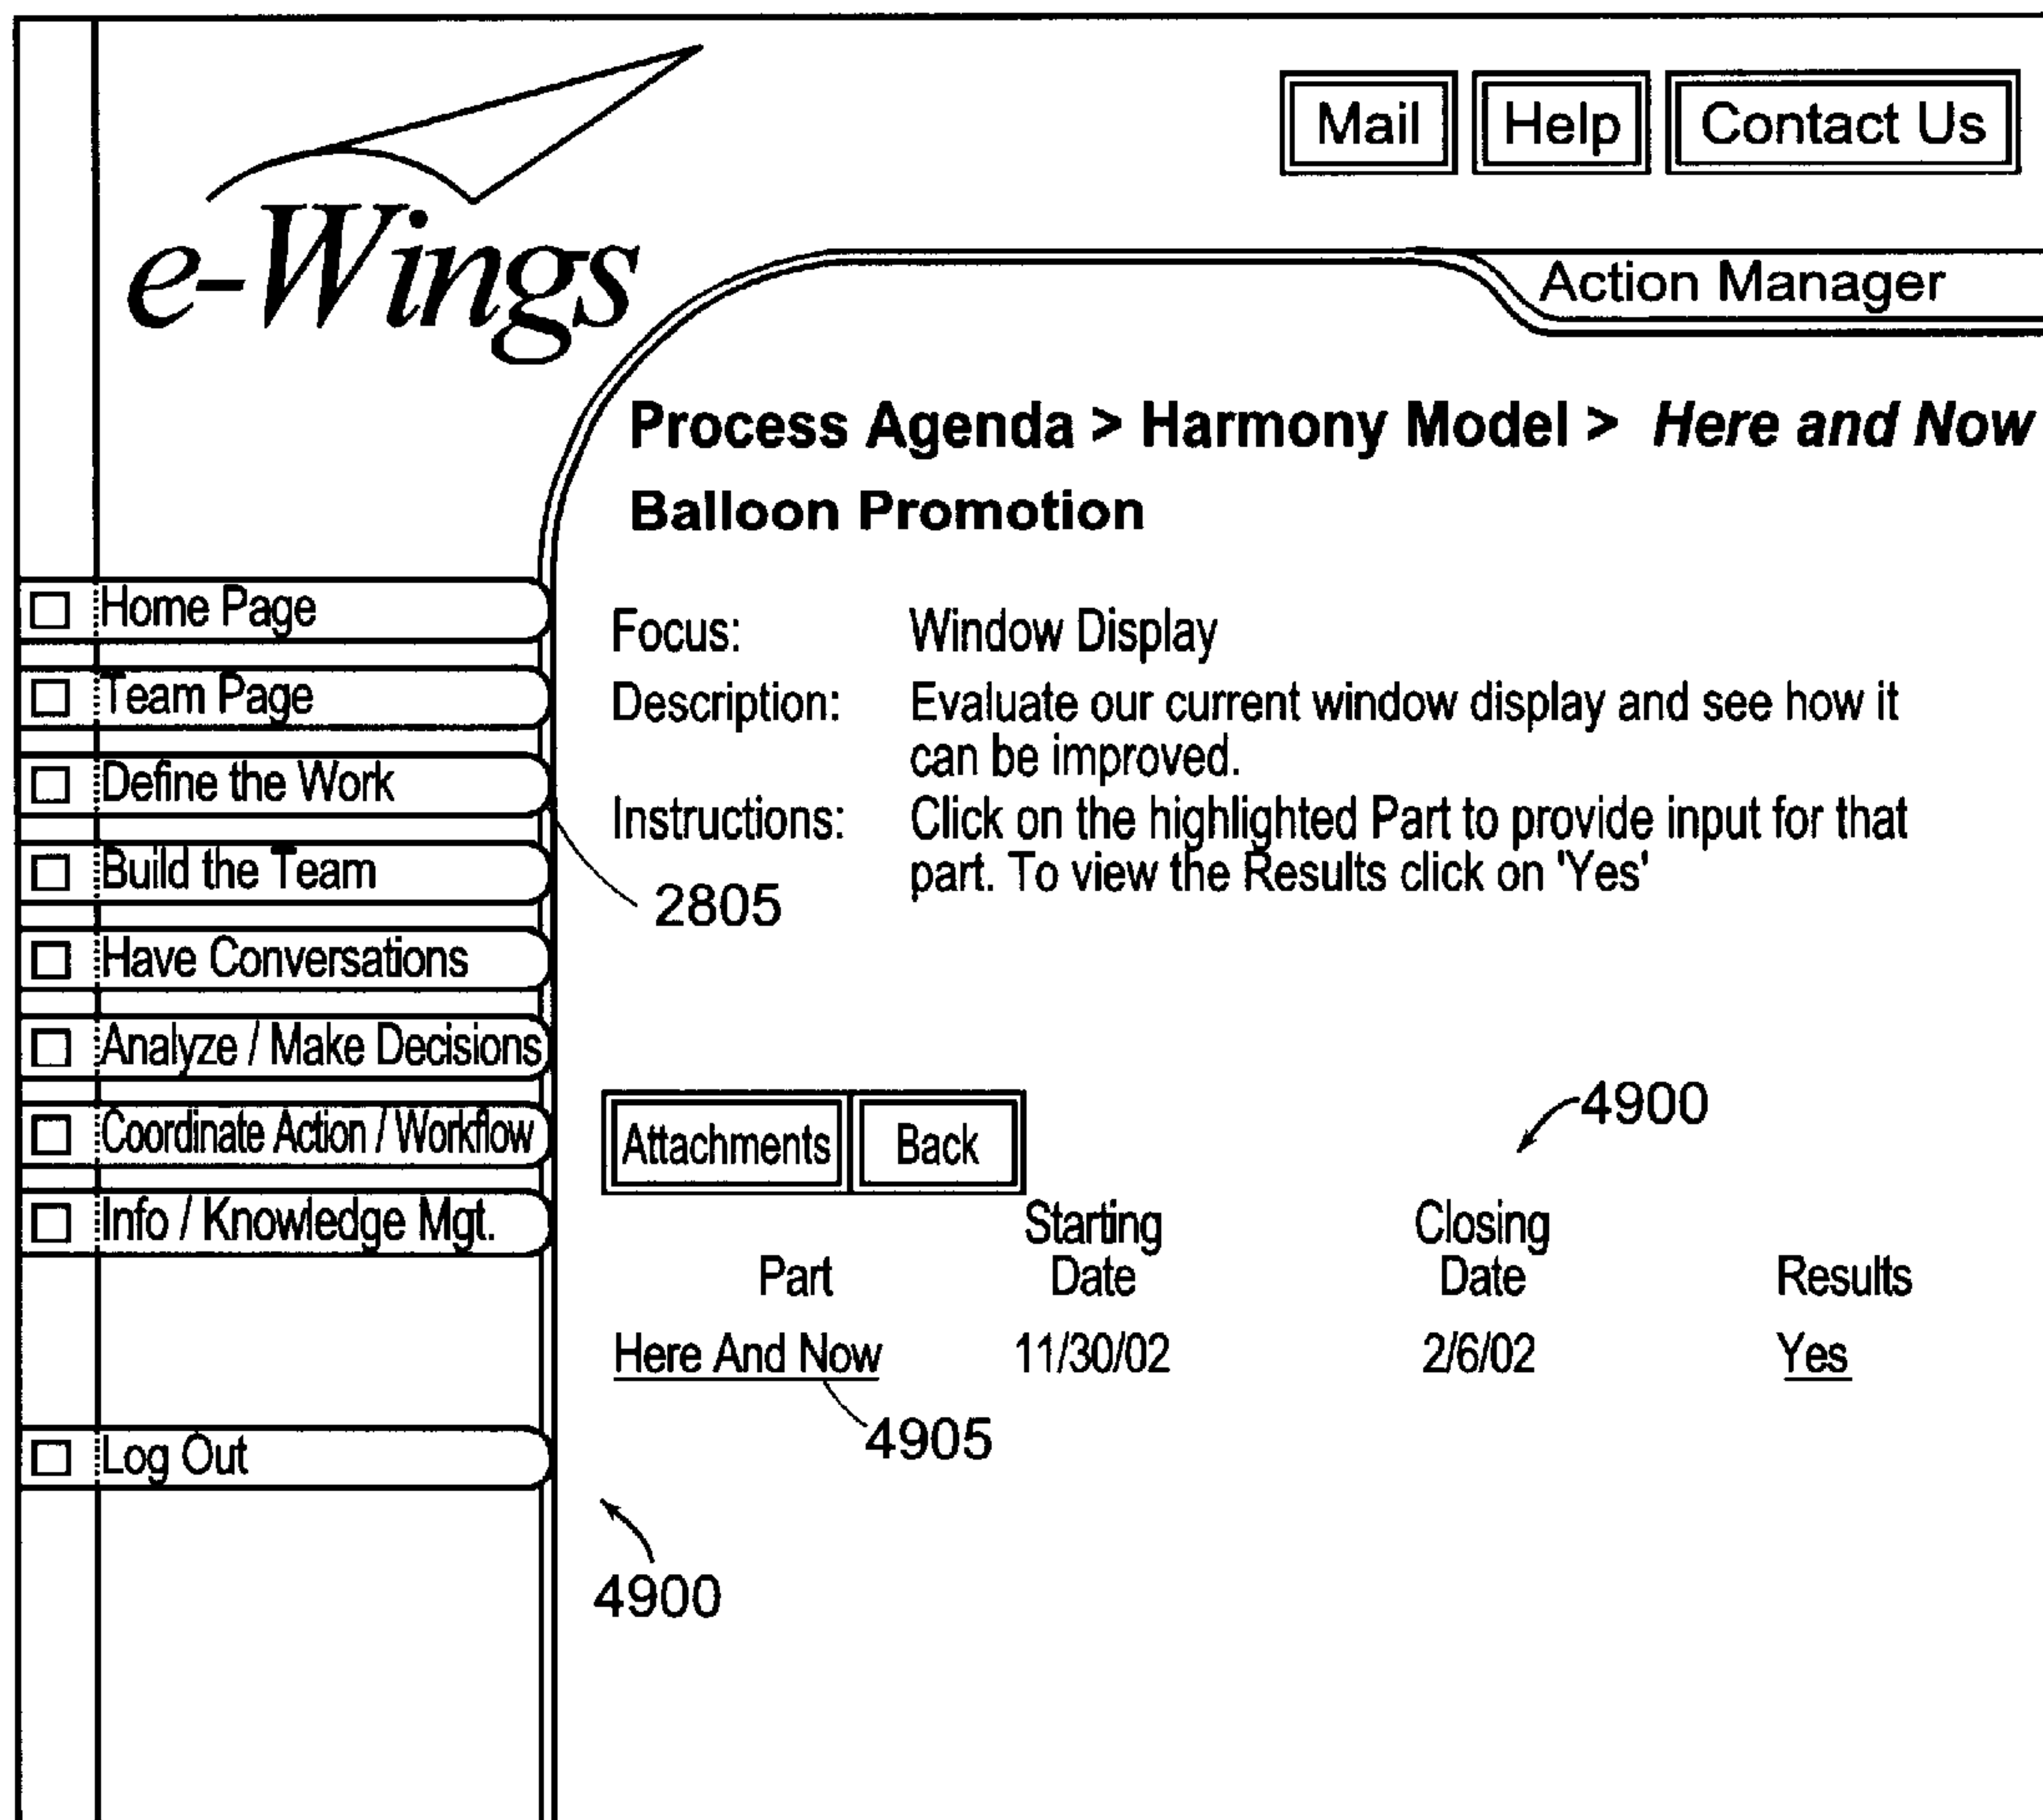 Mail Help Contact Us
e-Wings
Action Manager
Process Agenda > Harmony Model > Here and Now
Balloon Promotion
Home Page
Team Page
Define the Work
Build the Team
Have Conversations
Analyze / Make Decisions
Coordinate Action / Workflow
Info / Knowledge Mgt.
Log Out
Focus: Window Display
Description: Evaluate our current window display and see how it
can be improved.
Instructions: Click on the highlighted Part to provide input for that
part. To view the Results click on 'Yes'
2805
4900
Attachments Back
Starting Closing
Part Date Date Results
Here And Now 11/30/02 2/6/02 Yes
4905
4900